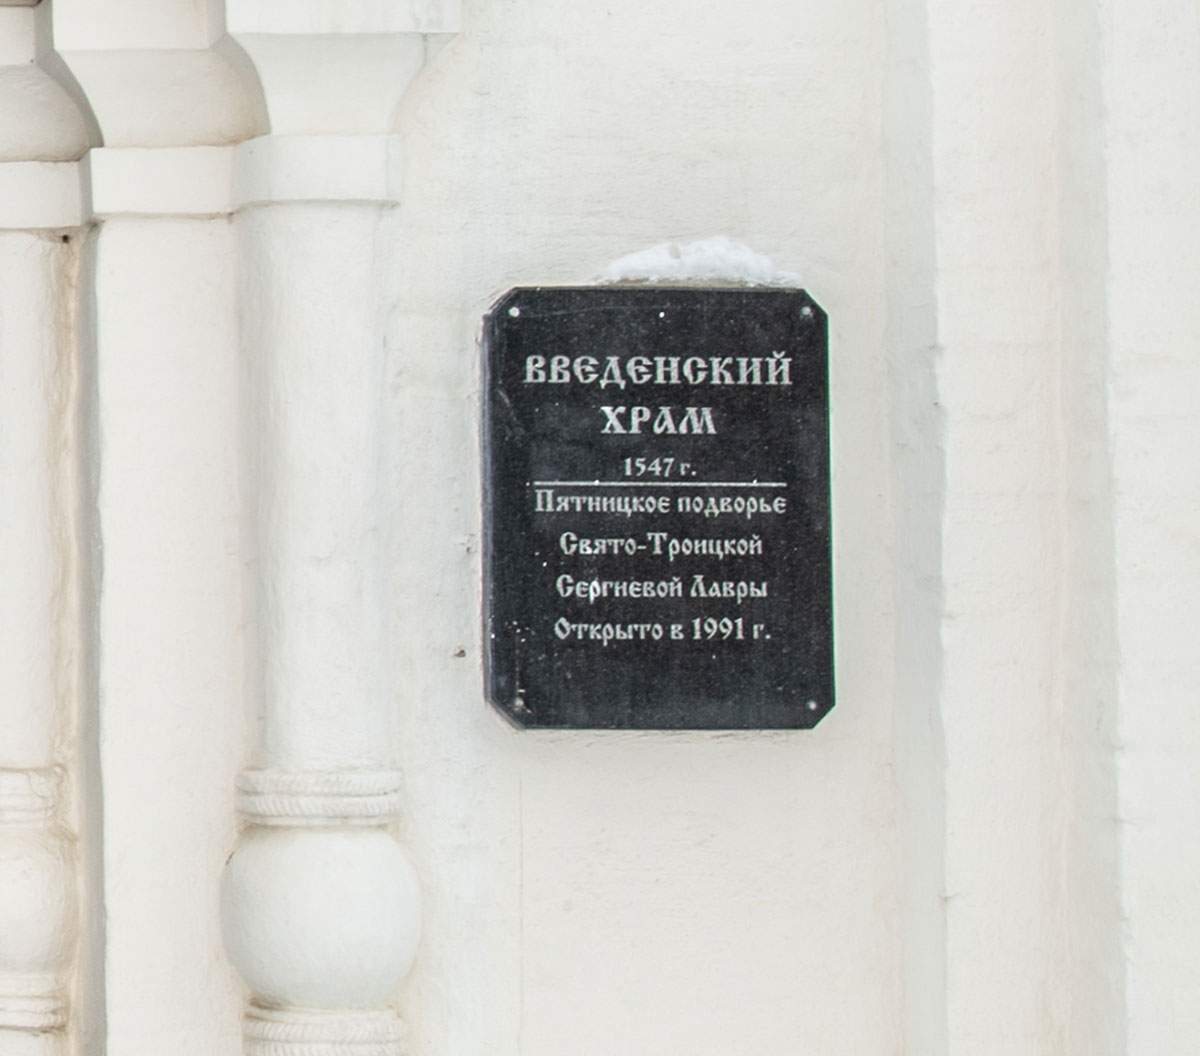 ВВЕДЕНСКИЙ
ХРАМ
1547 г.
Пятницкое подворье
Свято-Троицкой
Сергиевой Лавры
Открыто в 1991 г.